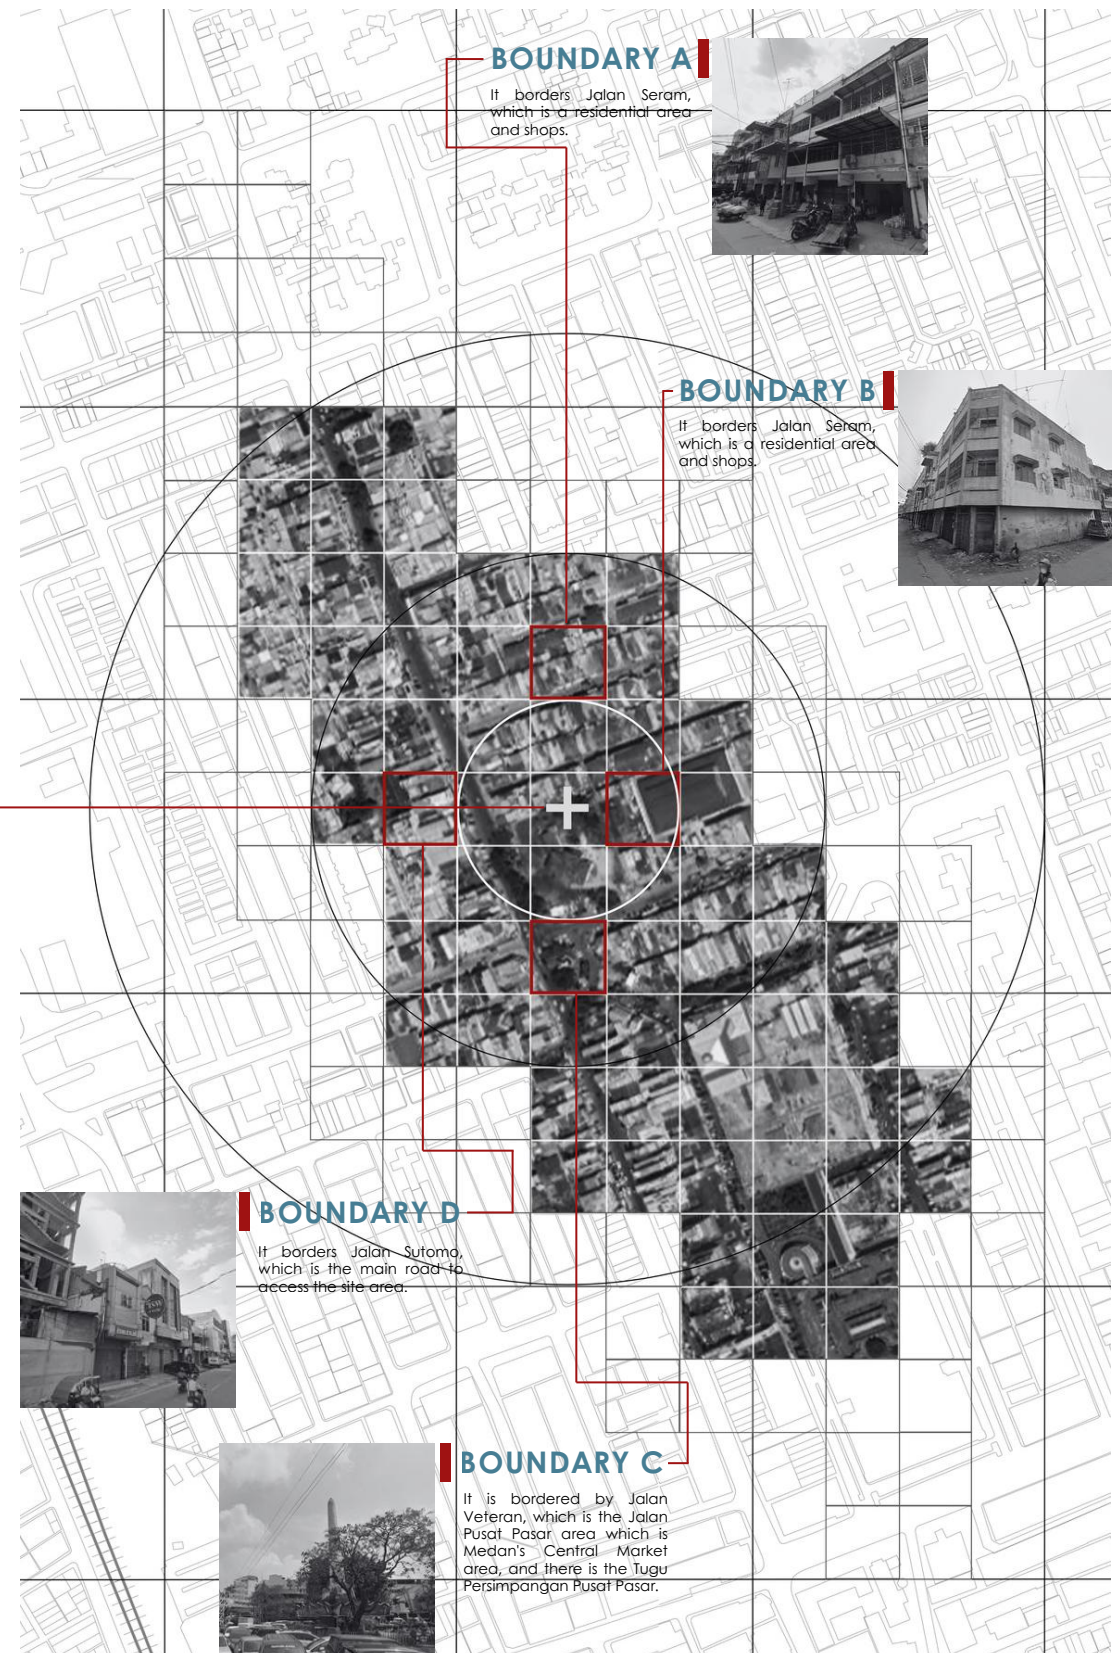 BOUNDARY A
It borders Jalan Seram,
which is a residential area
and shops.
BOUNDARY B
It borders Jalan Seram,
which is a residential area
and shops.
BOUNDARY D
It borders Jalan Sutomo,
which is the main road to
access the site area.
BOUNDARY C
It is bordered by Jalan
Veteran, which is the Jalan
Pusat Pasar area which is
Medan's Central Market
area, and there is the Tugu
Persimpangan Pusat Pasar.